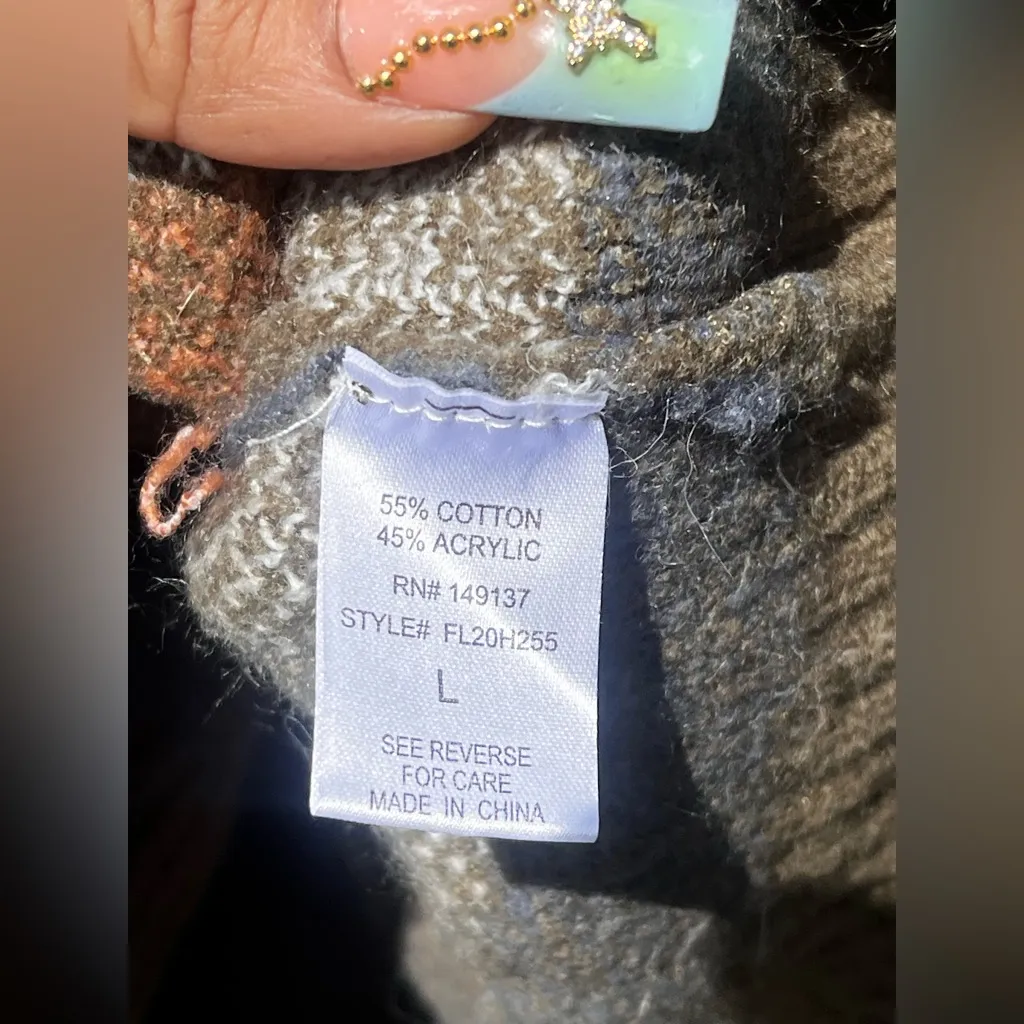 55% COTTON
45% ACRYLIC
RN# 149137
STYLE# FL20H255
L
SEE REVERSE
FOR CARE
MADE IN CHINA